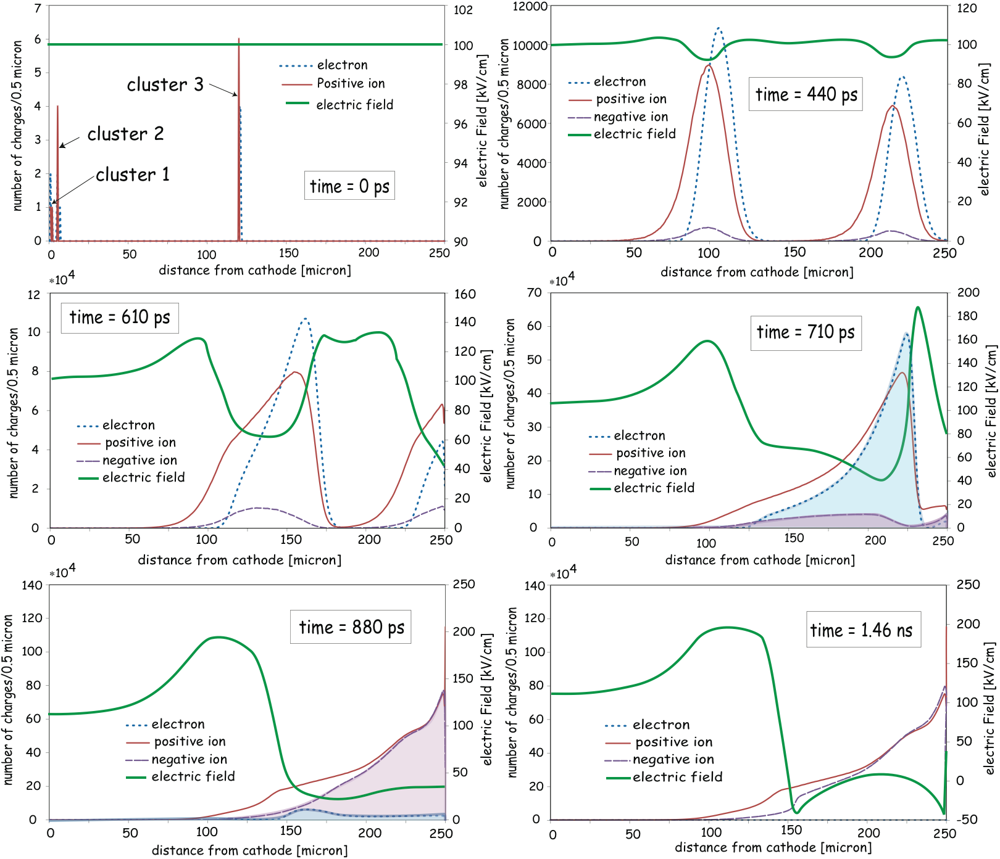 7
6
5
4
3
2
1
0
number of charges/0.5 micron
102
100
98
96
94
92
90
electric Field [kV/cm]
electron
Positive ion
electric field
cluster 3
cluster 2
cluster 1
time = 0 ps
0 50 100 150 200 250
distance from cathode [micron]
12000
10000
8000
6000
4000
2000
0
number of charges/0.5 micron
120
100
80
60
40
20
0
electric Field [kV/cm]
electron
positive ion
negative ion
electric field
time = 440 ps
0 50 100 150 200 250
distance from cathode [micron]
*10⁴
12
10
8
6
4
2
0
number of charges/0.5 micron
160
140
120
100
80
60
40
20
0
electric Field [kV/cm]
time = 610 ps
electron
positive ion
negative ion
electric field
0 50 100 150 200 250
distance from cathode [micron]
*10⁴
70
60
50
40
30
20
10
0
number of charges/0.5 micron
200
180
160
140
120
100
80
60
40
20
0
electric Field [kV/cm]
time = 710 ps
electron
positive ion
negative ion
electric field
0 50 100 150 200 250
distance from cathode [micron]
*10⁴
140
120
100
80
60
40
20
0
number of charges/0.5 micron
250
200
150
100
50
0
electric Field [kV/cm]
time = 880 ps
electron
positive ion
negative ion
electric field
0 50 100 150 200 250
distance from cathode [micron]
*10⁴
140
120
100
80
60
40
20
0
number of charges/0.5 micron
250
200
150
100
50
0
-50
electric Field [kV/cm]
time = 1.46 ns
electron
positive ion
negative ion
electric field
0 50 100 150 200 250
distance from cathode [micron]